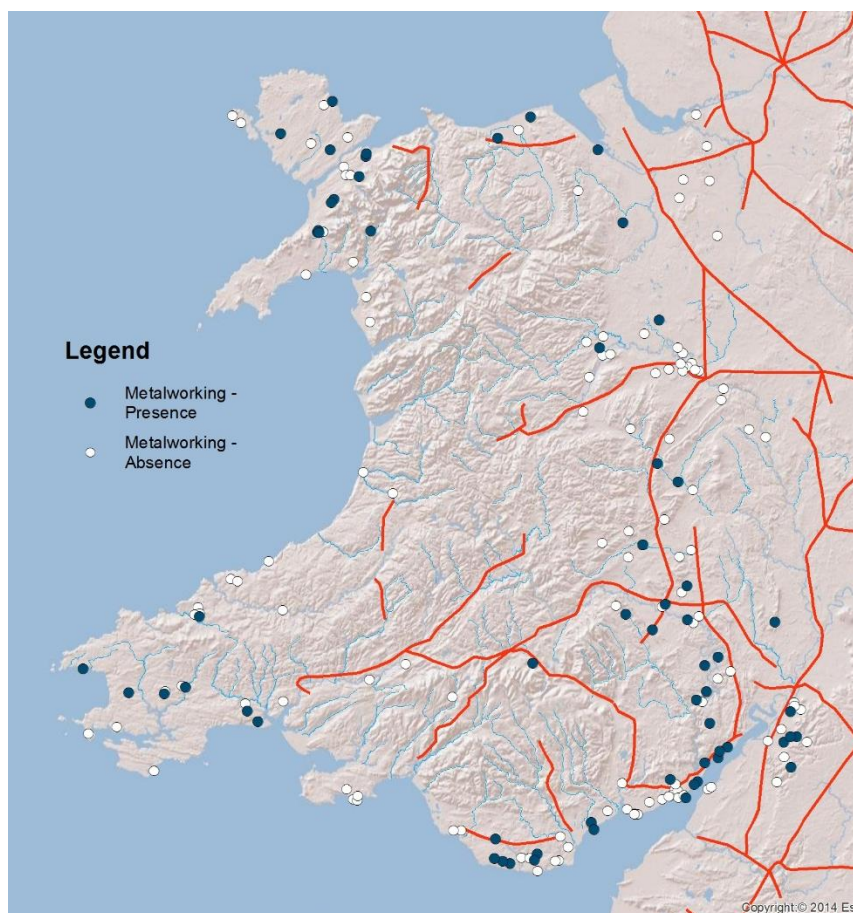 Legend
Metalworking -
Presence
Metalworking -
Absence
Copyright:© 2014 Es